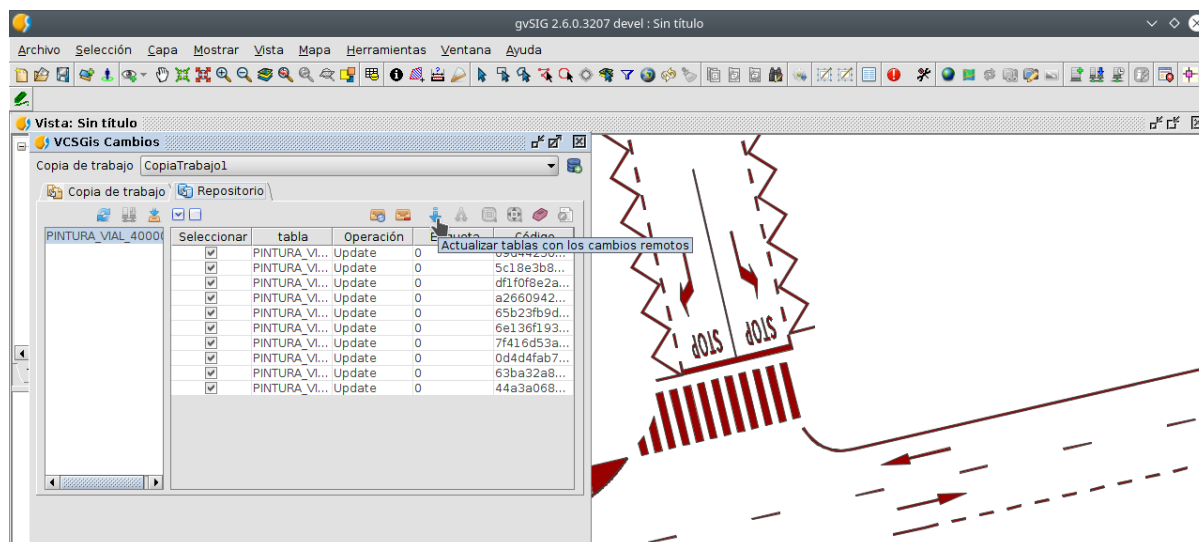 gvSIG 2.6.0.3207 devel : Sin título
Archivo Selección Capa Mostrar Vista Mapa Herramientas Ventana Ayuda
Vista: Sin título
VCSGis Cambios
Copia de trabajo CopiaTrabajo1
Copia de trabajo Repositorio
PINTURA_VIAL_4000
Seleccionar tabla Operación Código
Actualizar tablas con los cambios remotos
PINTURA_VI... Update 0
PINTURA_VI... Update 0 5c18e3b8...
PINTURA_VI... Update 0 df1f0f8e2a...
PINTURA_VI... Update 0 a2660942...
PINTURA_VI... Update 0 65b23fb9d...
PINTURA_VI... Update 0 6e136f193...
PINTURA_VI... Update 0 7f416d53a...
PINTURA_VI... Update 0 0d4d4fab7...
PINTURA_VI... Update 0 63ba32a8...
PINTURA_VI... Update 0 44a3a068...
STOP STOP